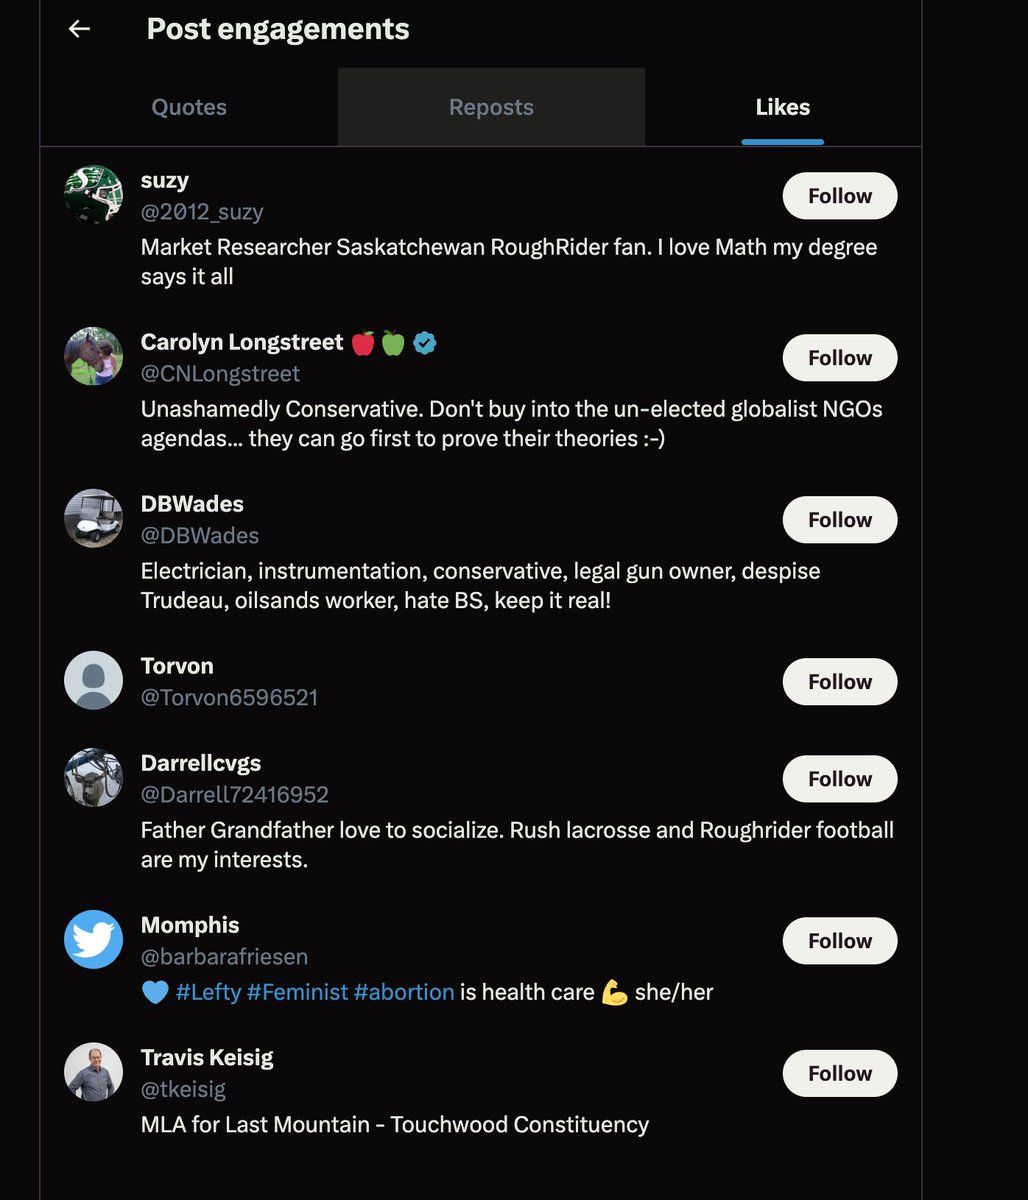 Post engagements
Quotes
Reposts
Likes
suzy
@2012_suzy
Follow
Market Researcher Saskatchewan RoughRider fan. I love Math my degree
says it all
Carolyn Longstreet 🍎🍏
@CNLongstreet
Follow
Unashamedly Conservative. Don't buy into the un-elected globalist NGOs
agendas... they can go first to prove their theories :-)
DBWades
@DBWades
Follow
Electrician, instrumentation, conservative, legal gun owner, despise
Trudeau, oilsands worker, hate BS, keep it real!
Torvon
@Torvon6596521
Follow
Darrellcvgs
@Darrell72416952
Follow
Father Grandfather love to socialize. Rush lacrosse and Roughrider football
are my interests.
Momphis
@barbarafriesen
Follow
💙 #Lefty #Feminist #abortion is health care 💪 she/her
Travis Keisig
@tkeisig
Follow
MLA for Last Mountain - Touchwood Constituency